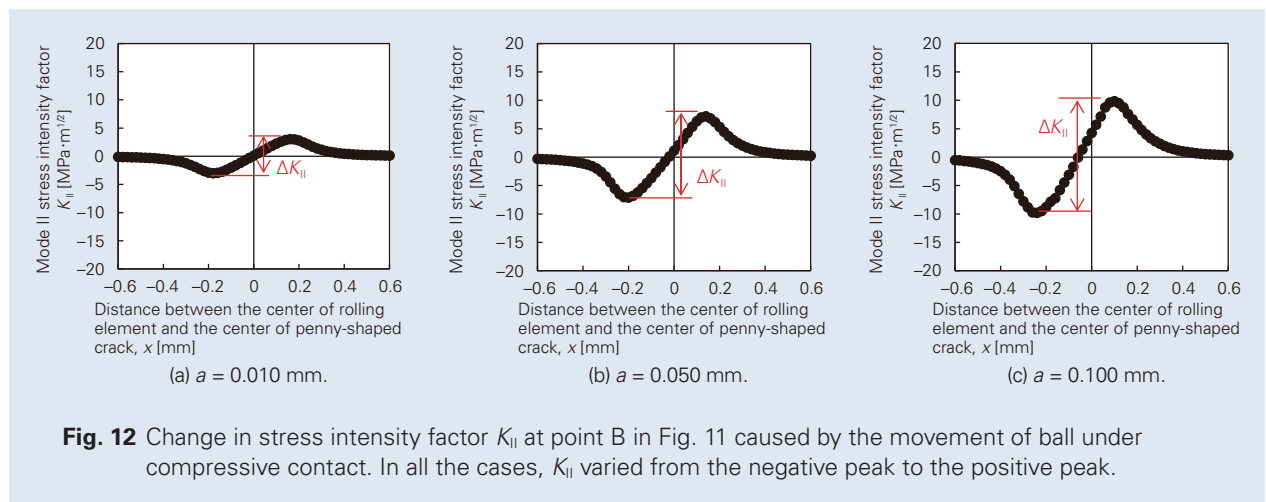 Mode II stress intensity factor
K_II [MPa·m^1/2]
20
15
10
5
0
−5
−10
−15
−20
ΔK_II
−0.6 −0.4 −0.2 0 0.2 0.4 0.6
Distance between the center of rolling
element and the center of penny-shaped
crack, x [mm]
(a) a = 0.010 mm.
Mode II stress intensity factor
K_II [MPa·m^1/2]
20
15
10
5
0
−5
−10
−15
−20
ΔK_II
−0.6 −0.4 −0.2 0 0.2 0.4 0.6
Distance between the center of rolling
element and the center of penny-shaped
crack, x [mm]
(b) a = 0.050 mm.
Mode II stress intensity factor
K_II [MPa·m^1/2]
20
15
10
5
0
−5
−10
−15
−20
ΔK_II
−0.6 −0.4 −0.2 0 0.2 0.4 0.6
Distance between the center of rolling
element and the center of penny-shaped
crack, x [mm]
(c) a = 0.100 mm.
Fig. 12 Change in stress intensity factor K_II at point B in Fig. 11 caused by the movement of ball under
compressive contact. In all the cases, K_II varied from the negative peak to the positive peak.